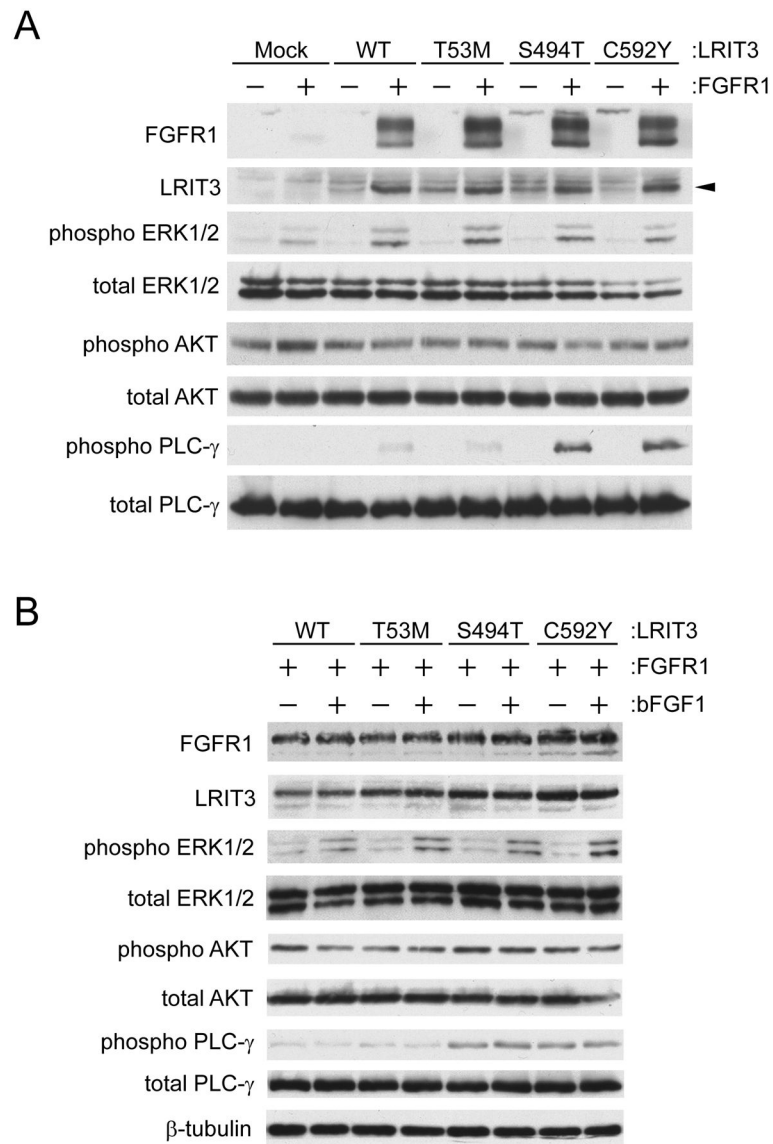 A
Mock WT T53M S494T C592Y :LRIT3
− + − + − + − + − + :FGFR1
FGFR1
LRIT3
phospho ERK1/2
total ERK1/2
phospho AKT
total AKT
phospho PLC-γ
total PLC-γ
B
WT T53M S494T C592Y :LRIT3
+ + + + + + + + :FGFR1
− + − + − + − + :bFGF1
FGFR1
LRIT3
phospho ERK1/2
total ERK1/2
phospho AKT
total AKT
phospho PLC-γ
total PLC-γ
β-tubulin